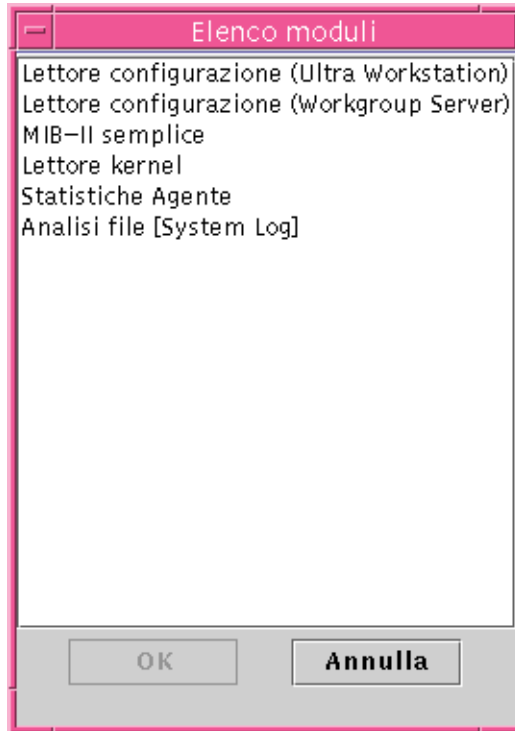 Elenco moduli
Lettore configurazione (Ultra Workstation)
Lettore configurazione (Workgroup Server)
MIB-II semplice
Lettore kernel
Statistiche Agente
Analisi file [System Log]
OK Annulla